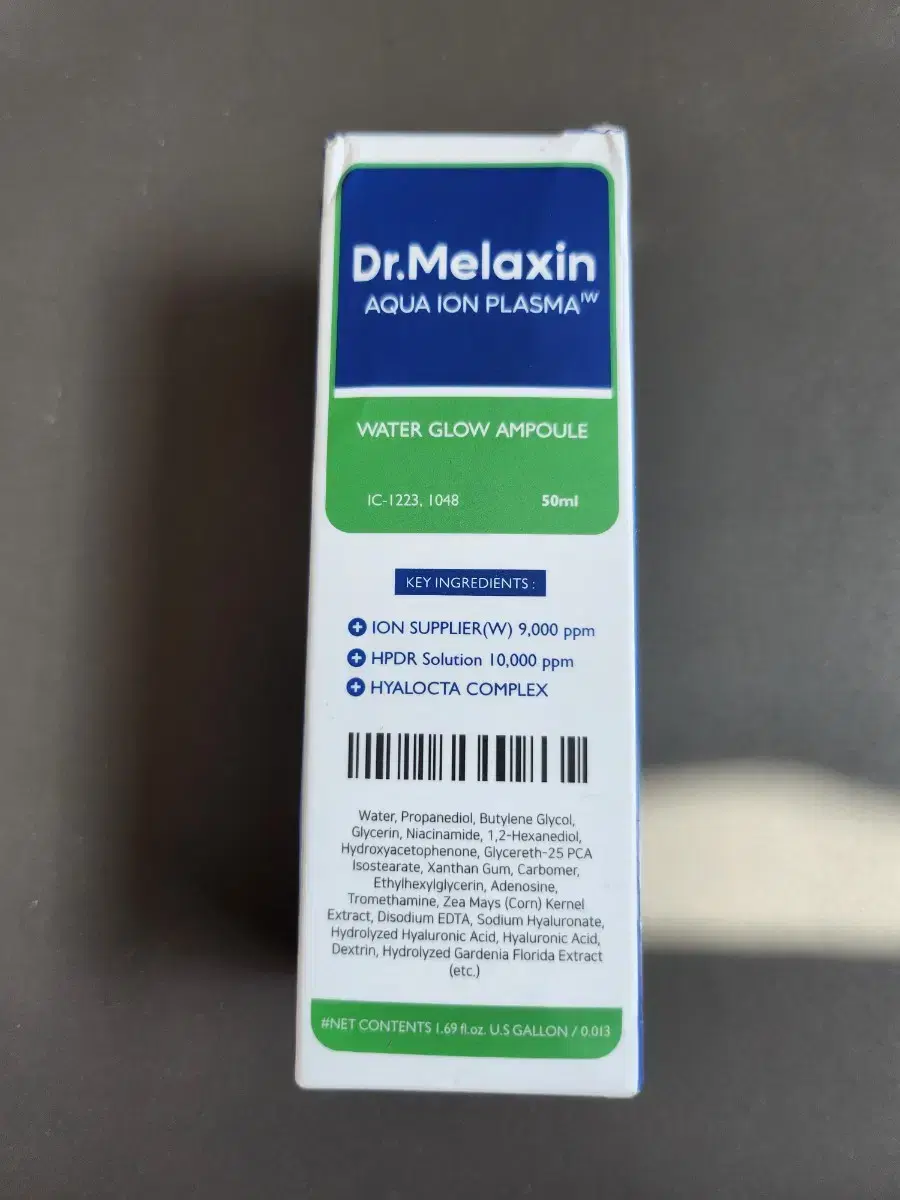 Dr.Melaxin
AQUA ION PLASMA IW
WATER GLOW AMPOULE
IC-1223, 1048 50ml
KEY INGREDIENTS :
ION SUPPLIER(W) 9,000 ppm
HPDR Solution 10,000 ppm
HYALOCTA COMPLEX
Water, Propanediol, Butylene Glycol,
Glycerin, Niacinamide, 1,2-Hexanediol,
Hydroxyacetophenone, Glycereth-25 PCA
Isostearate, Xanthan Gum, Carbomer,
Ethylhexylglycerin, Adenosine,
Tromethamine, Zea Mays (Corn) Kernel
Extract, Disodium EDTA, Sodium Hyaluronate,
Hydrolyzed Hyaluronic Acid, Hyaluronic Acid,
Dextrin, Hydrolyzed Gardenia Florida Extract
(etc.)
#NET CONTENTS 1.69 fl.oz. U.S GALLON / 0.013